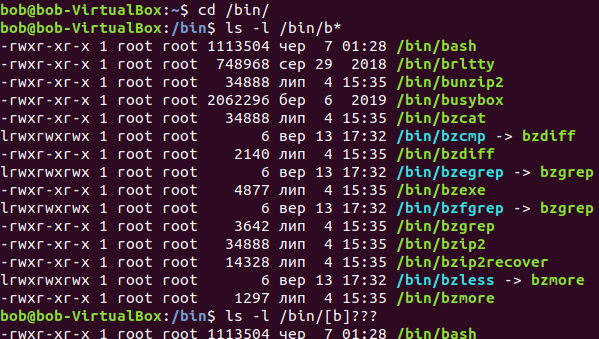 bob@bob-VirtualBox:~$ cd /bin/
bob@bob-VirtualBox:/bin$ ls -l /bin/b*
-rwxr-xr-x 1 root root 1113504 чер  7 01:28 /bin/bash
-rwxr-xr-x 1 root root  748968 сер 29  2018 /bin/brltty
-rwxr-xr-x 1 root root   34888 лип  4 15:35 /bin/bunzip2
-rwxr-xr-x 1 root root 2062296 бер  6  2019 /bin/busybox
-rwxr-xr-x 1 root root   34888 лип  4 15:35 /bin/bzcat
lrwxrwxrwx 1 root root       6 вер 13 17:32 /bin/bzcmp -> bzdiff
-rwxr-xr-x 1 root root    2140 лип  4 15:35 /bin/bzdiff
lrwxrwxrwx 1 root root       6 вер 13 17:32 /bin/bzegrep -> bzgrep
-rwxr-xr-x 1 root root    4877 лип  4 15:35 /bin/bzexe
lrwxrwxrwx 1 root root       6 вер 13 17:32 /bin/bzfgrep -> bzgrep
-rwxr-xr-x 1 root root    3642 лип  4 15:35 /bin/bzgrep
-rwxr-xr-x 1 root root   34888 лип  4 15:35 /bin/bzip2
-rwxr-xr-x 1 root root   14328 лип  4 15:35 /bin/bzip2recover
lrwxrwxrwx 1 root root       6 вер 13 17:32 /bin/bzless -> bzmore
-rwxr-xr-x 1 root root    1297 лип  4 15:35 /bin/bzmore
bob@bob-VirtualBox:/bin$ ls -l /bin/[b]???
-rwxr-xr-x 1 root root 1113504 чер  7 01:28 /bin/bash